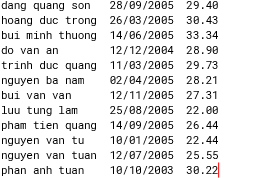 dang quang son   28/09/2005  29.40
hoang duc trong  26/03/2005  30.43
bui minh thuong  14/06/2005  33.34
do van an        12/12/2004  28.90
trinh duc quang  11/03/2005  29.73
nguyen ba nam    02/04/2005  28.21
bui van van      12/11/2005  27.31
luu tung lam     25/08/2005  22.00
pham tien quang  14/09/2005  26.44
nguyen van tu    10/01/2005  22.44
nguyen van tuan  12/07/2005  25.55
phan anh tuan    10/10/2003  30.22